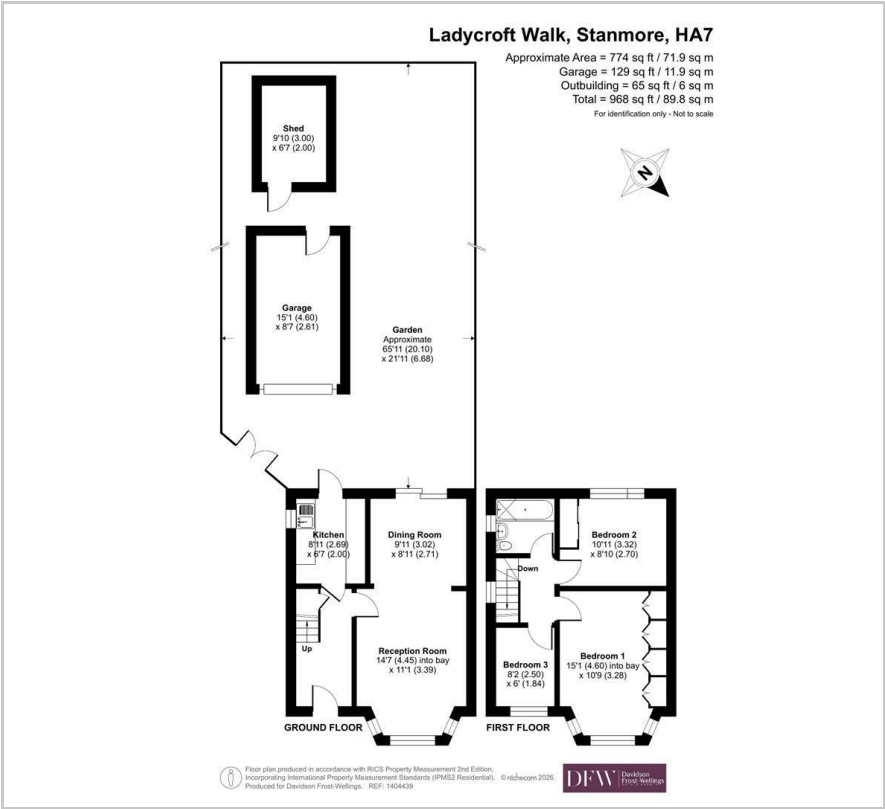 Ladycroft Walk, Stanmore, HA7
Approximate Area = 774 sq ft / 71.9 sq m
Garage = 129 sq ft / 11.9 sq m
Outbuilding = 65 sq ft / 6 sq m
Total = 968 sq ft / 89.8 sq m
For identification only - Not to scale
N
Shed
9'10 (3.00)
x 6'7 (2.00)
Garage
15'1 (4.60)
x 8'7 (2.61)
Garden
Approximate
65'11 (20.10)
x 21'11 (6.68)
Kitchen
8'11 (2.69)
x 6'7 (2.00)
Dining Room
9'11 (3.02)
x 8'11 (2.71)
Up
Reception Room
14'7 (4.45) into bay
x 11'1 (3.39)
GROUND FLOOR
Bedroom 2
10'11 (3.32)
x 8'10 (2.70)
Down
Bedroom 1
15'1 (4.60) into bay
x 10'9 (3.28)
Bedroom 3
8'2 (2.50)
x 6' (1.84)
FIRST FLOOR
Floor plan produced in accordance with RICS Property Measurement 2nd Edition,
Incorporating International Property Measurement Standards (IPMS2 Residential). © nichecom 2026.
Produced for Davidson Frost-Wellings. REF: 1404439
DFW
Davidson
Frost-Wellings